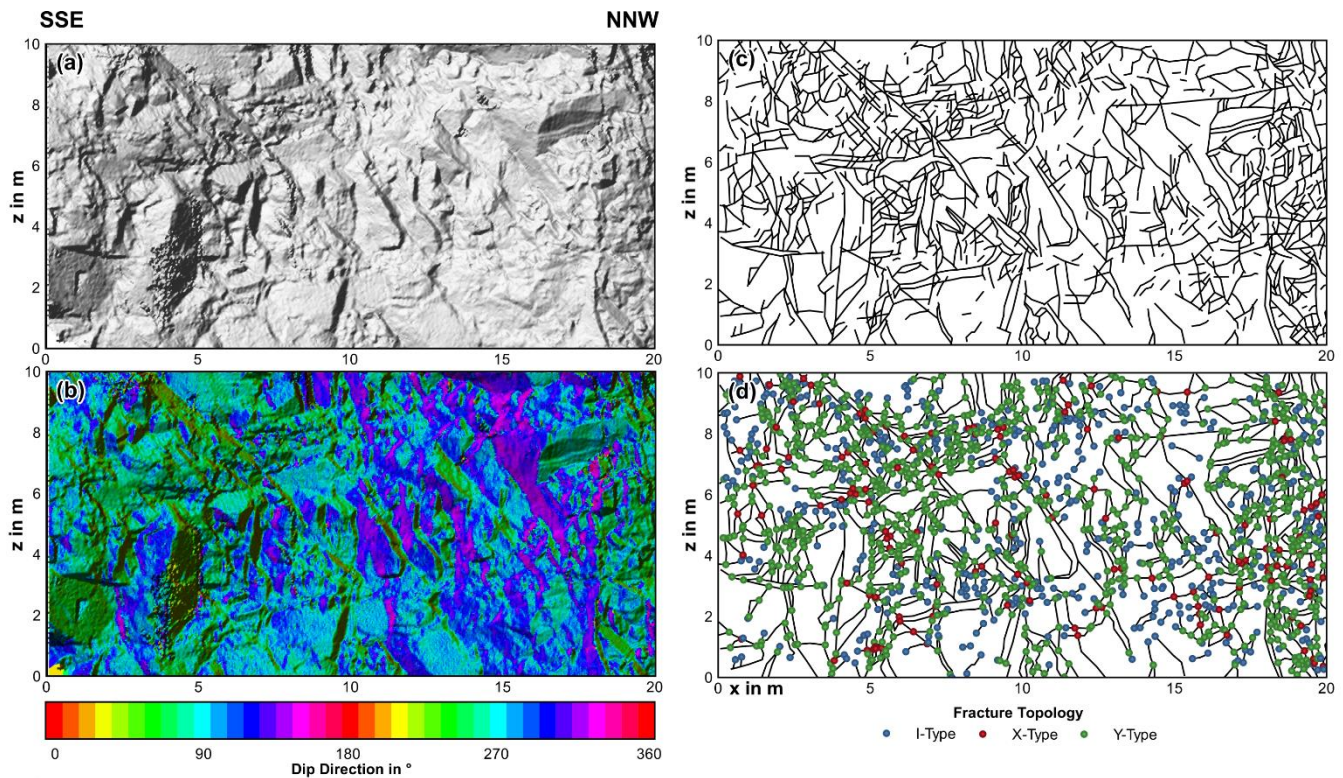 SSE NNW
(a)
z in m
10
8
6
4
2
0
0 5 10 15 20
(b)
z in m
10
8
6
4
2
0
0 5 10 15 20
0 90 180 270 360
Dip Direction in °
(c)
z in m
10
8
6
4
2
0
0 5 10 15 20
(d)
z in m
10
8
6
4
2
0
x in m 5 10 15 20
Fracture Topology
I-Type X-Type Y-Type